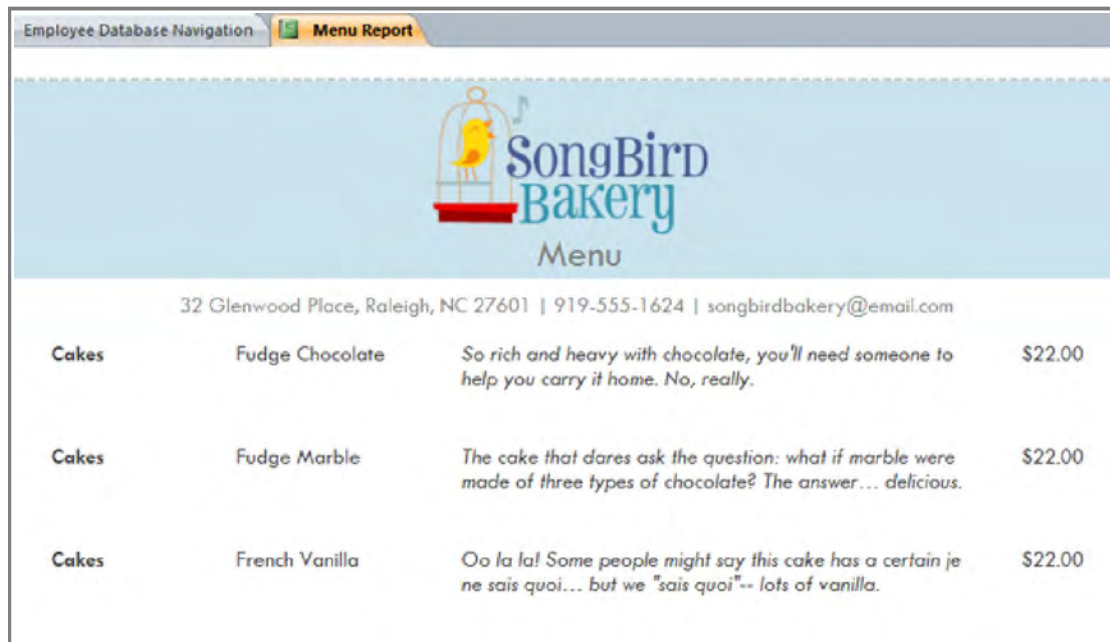 Employee Database Navigation Menu Report
SongBird
Bakery
Menu
32 Glenwood Place, Raleigh, NC 27601 | 919-555-1624 | songbirdbakery@email.com
Cakes Fudge Chocolate So rich and heavy with chocolate, you'll need someone to $22.00
help you carry it home. No, really.
Cakes Fudge Marble The cake that dares ask the question: what if marble were $22.00
made of three types of chocolate? The answer... delicious.
Cakes French Vanilla Oo la la! Some people might say this cake has a certain je $22.00
ne sais quoi... but we "sais quoi"-- lots of vanilla.